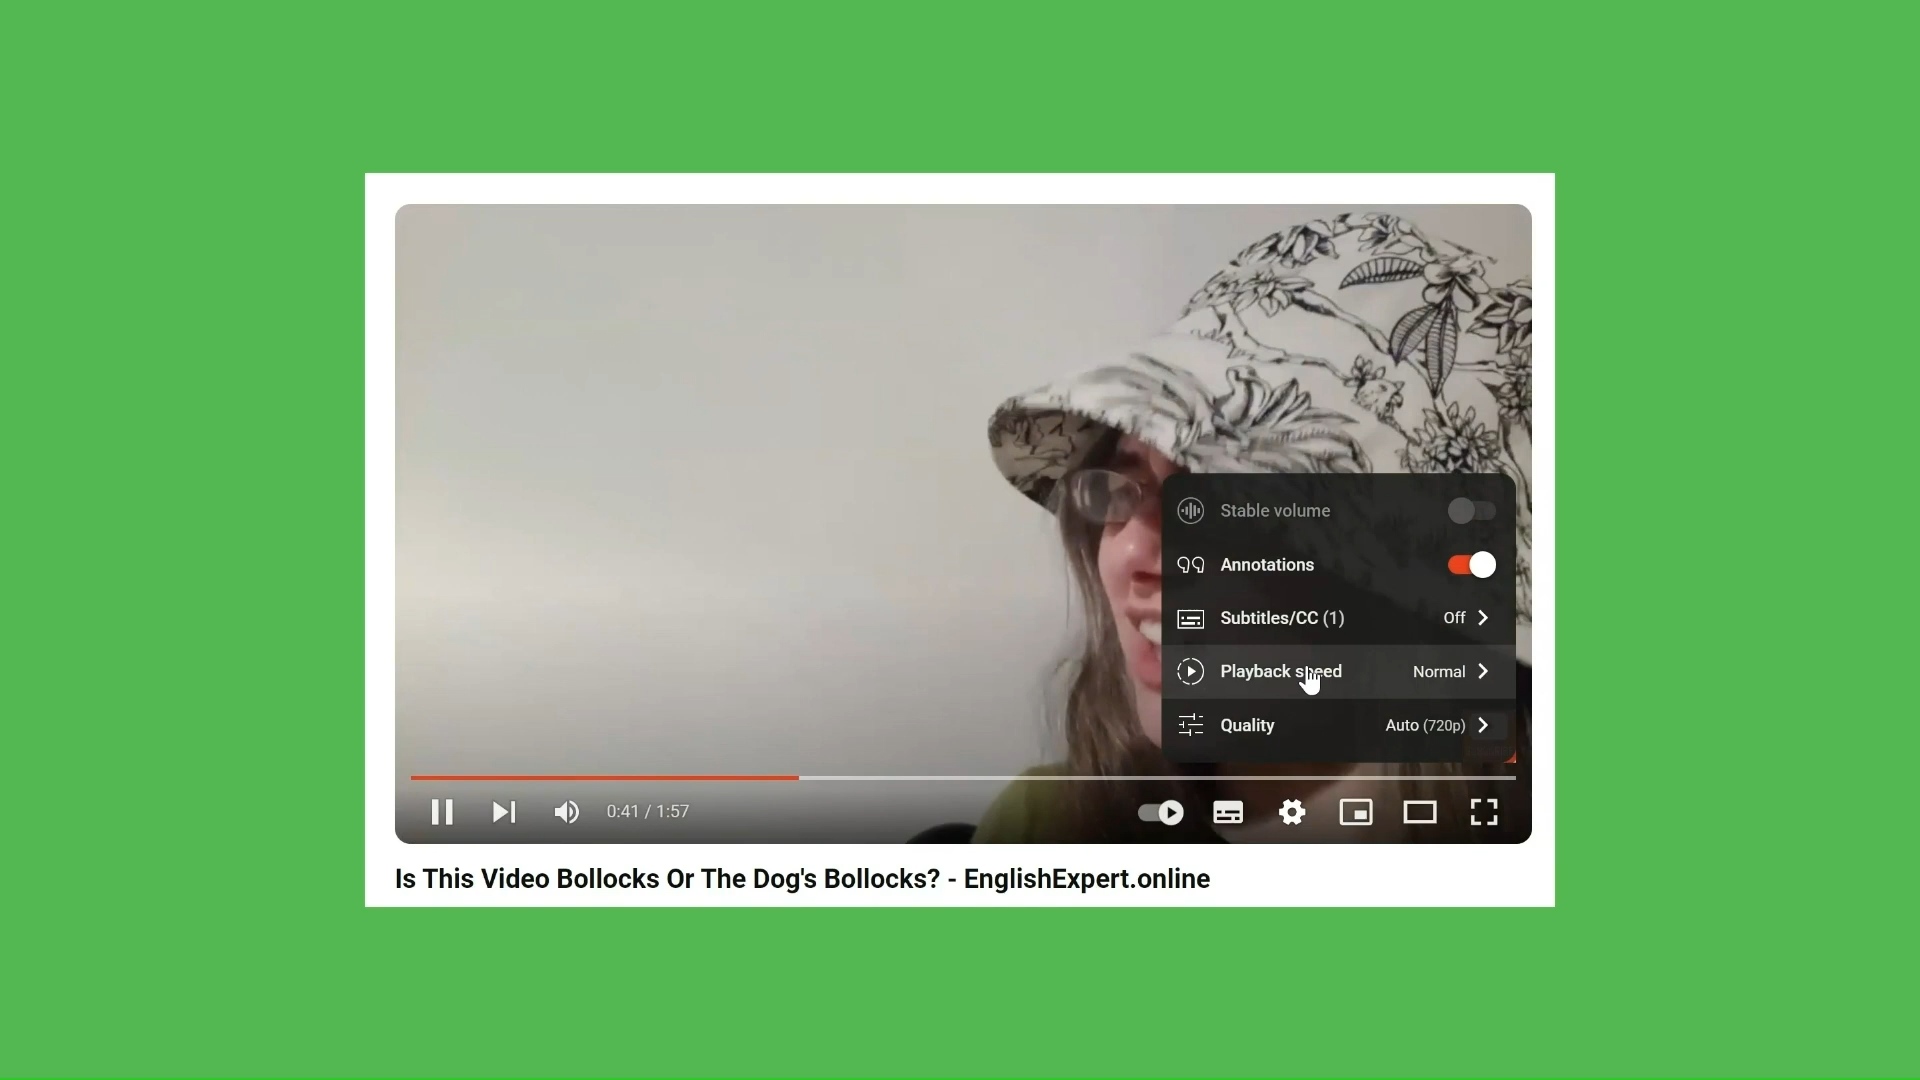 Stable volume
Annotations
Subtitles/CC (1) Off
Playback speed Normal
Quality Auto (720p)
0:41 / 1:57
Is This Video Bollocks Or The Dog's Bollocks? - EnglishExpert.online